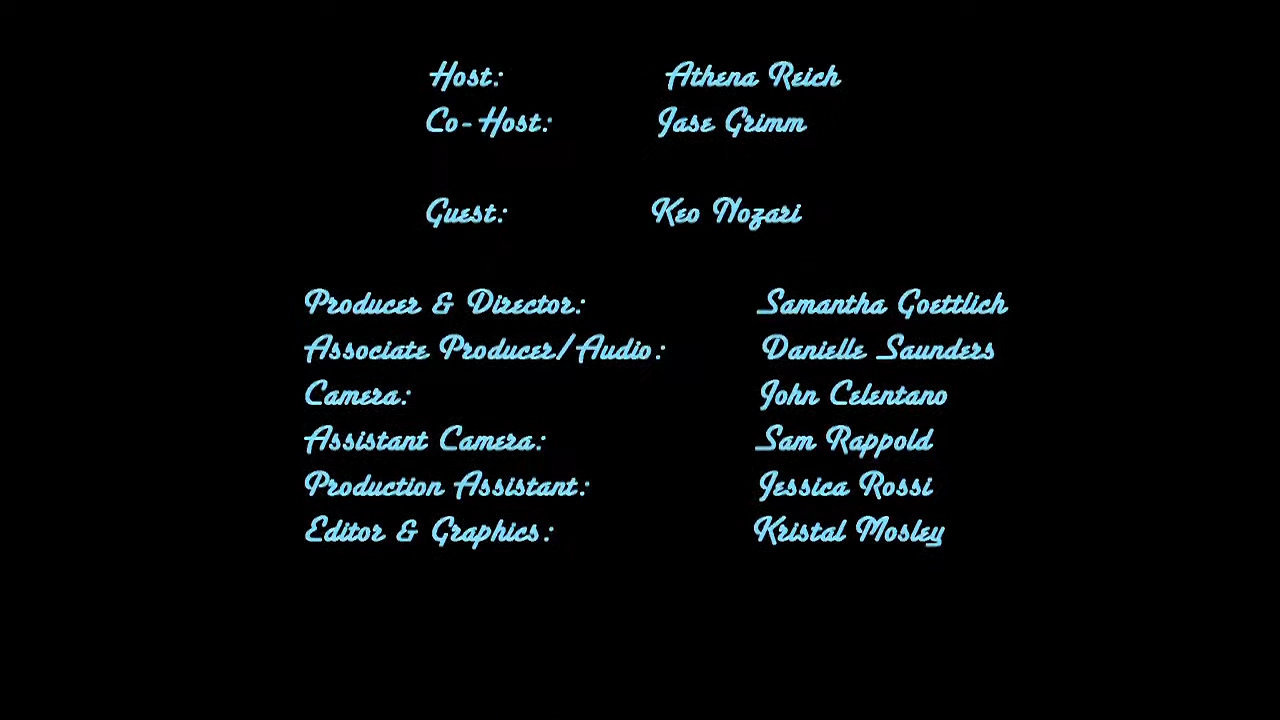 Host: Athena Reich
Co-Host: Jase Grimm
Guest: Keo Nozari
Producer & Director: Samantha Goettlich
Associate Producer/Audio: Danielle Saunders
Camera: John Celentano
Assistant Camera: Sam Rappold
Production Assistant: Jessica Rossi
Editor & Graphics: Kristal Mosley